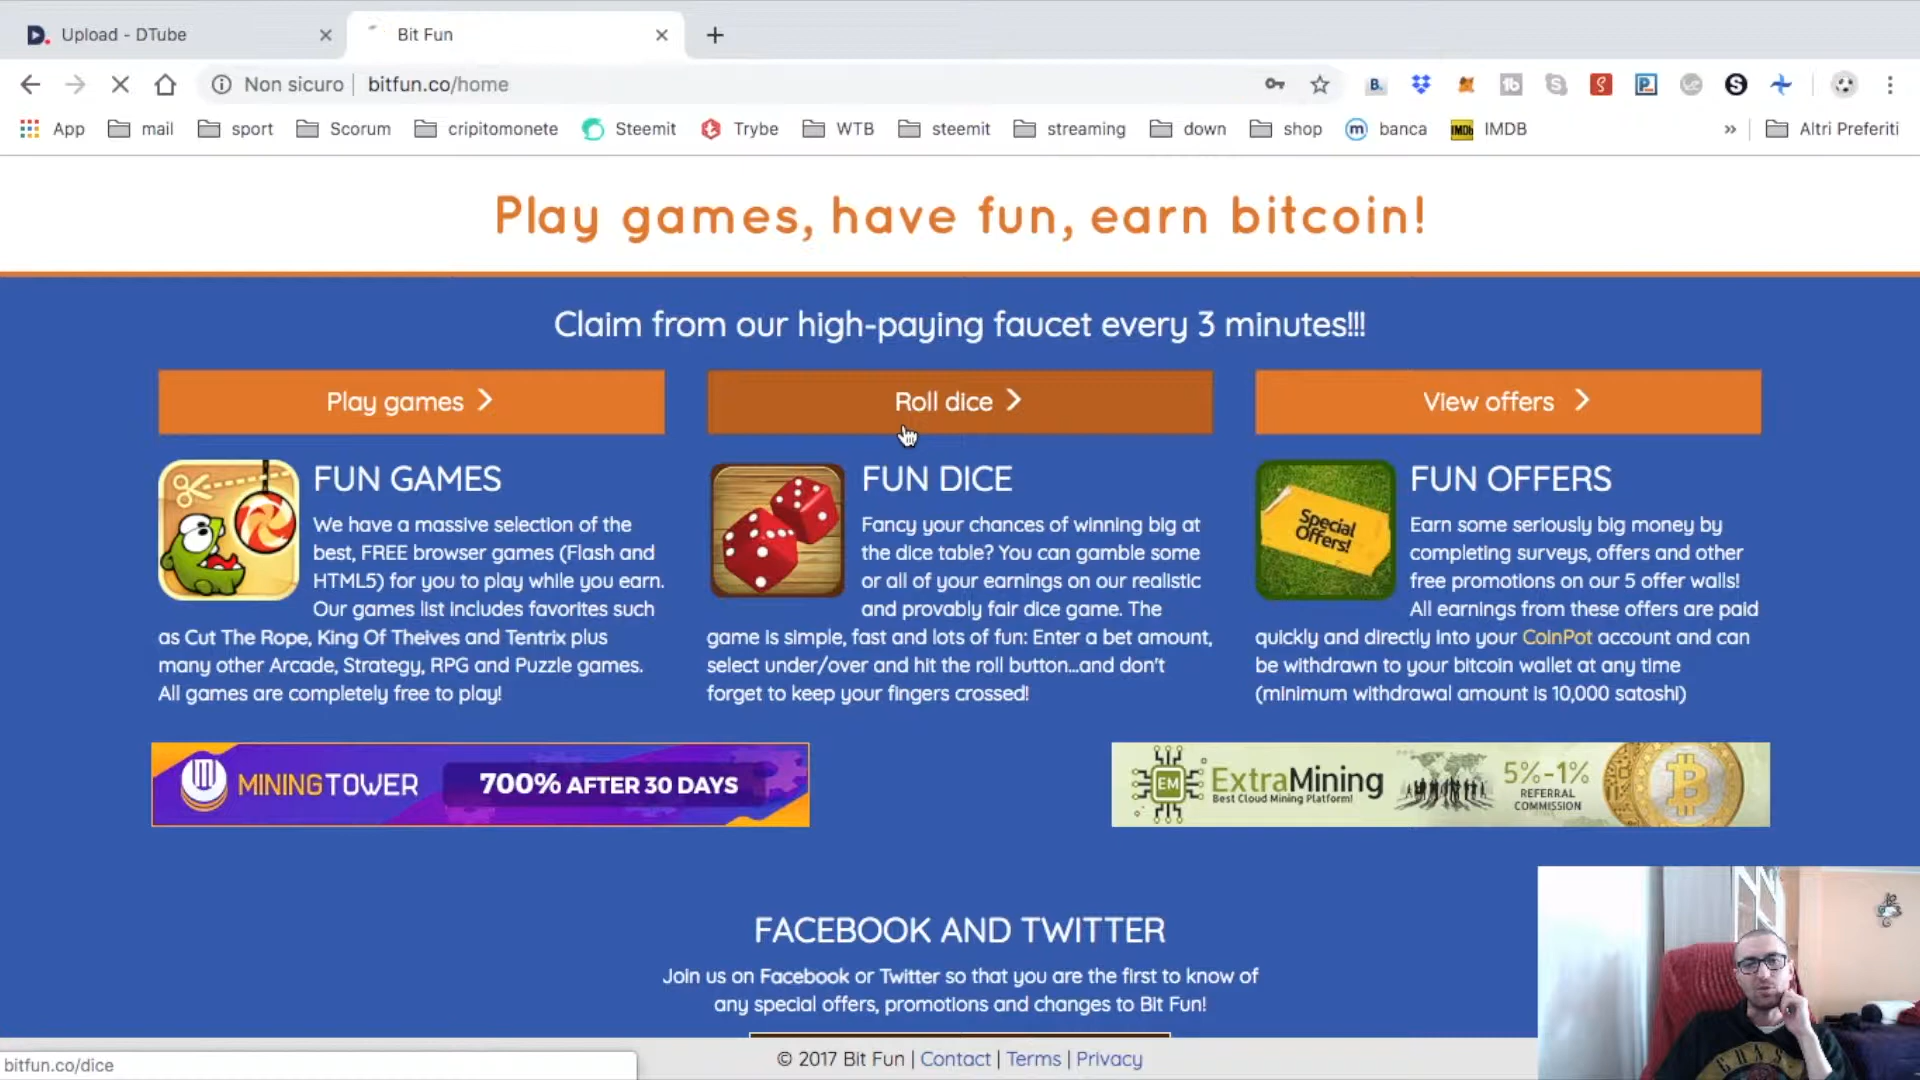 Upload - DTube
Bit Fun
Non sicuro
bitfun.co/home
App
mail
sport
Scorum
criptomonete
Steemit
Trybe
WTB
steemit
streaming
down
shop
banca
IMDB
Altri Preferiti
Play games, have fun, earn bitcoin!
Claim from our high-paying faucet every 3 minutes!!!
Play games
Roll dice
View offers
FUN GAMES
We have a massive selection of the
best, FREE browser games (Flash and
HTML5) for you to play while you earn.
Our games list includes favorites such
as Cut The Rope, King Of Theives and Tentrix plus
many other Arcade, Strategy, RPG and Puzzle games.
All games are completely free to play!
FUN DICE
Fancy your chances of winning big at
the dice table? You can gamble some
or all of your earnings on our realistic
and provably fair dice game. The
game is simple, fast and lots of fun: Enter a bet amount,
select under/over and hit the roll button...and don't
forget to keep your fingers crossed!
Special
Offers!
FUN OFFERS
Earn some seriously big money by
completing surveys, offers and other
free promotions on our 5 offer walls!
All earnings from these offers are paid
quickly and directly into your CoinPot account and can
be withdrawn to your bitcoin wallet at any time
(minimum withdrawal amount is 10,000 satoshi)
MININGTOWER
700% AFTER 30 DAYS
EM
ExtraMining
Best Cloud Mining Platform!
5%-1%
REFERRAL
COMMISSION
FACEBOOK AND TWITTER
Join us on Facebook or Twitter so that you are the first to know of
any special offers, promotions and changes to Bit Fun!
© 2017 Bit Fun | Contact | Terms | Privacy
bitfun.co/dice